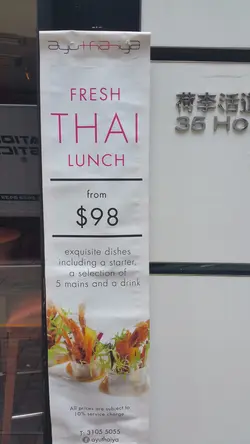 ayuthaiya
FRESH
THAI
LUNCH
from
$98
exquisite dishes
including a starter,
a selection of
5 mains and a drink
All prices are subject to
10% service charge
T: 3105 5055
ayuthaiya
荷李活道
35 Ho